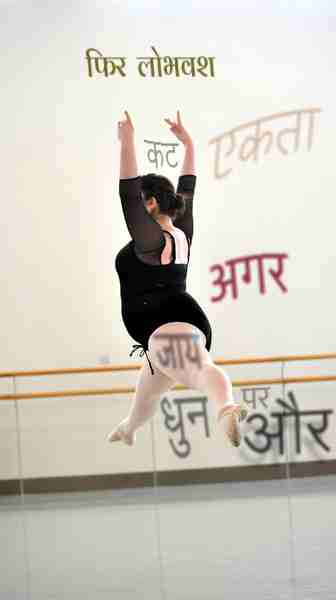 फिर लोभवश
कट
एकता
अगर
जाय
धुन
पर
और